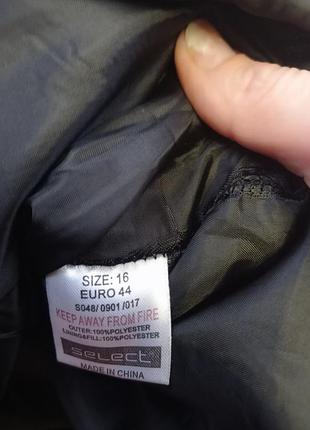 SIZE: 16
EURO 44
S048/ 0901 /017
KEEP AWAY FROM FIRE
OUTER:100%POLYESTER
LINING&FILL:100%POLYESTER
select
MADE IN CHINA